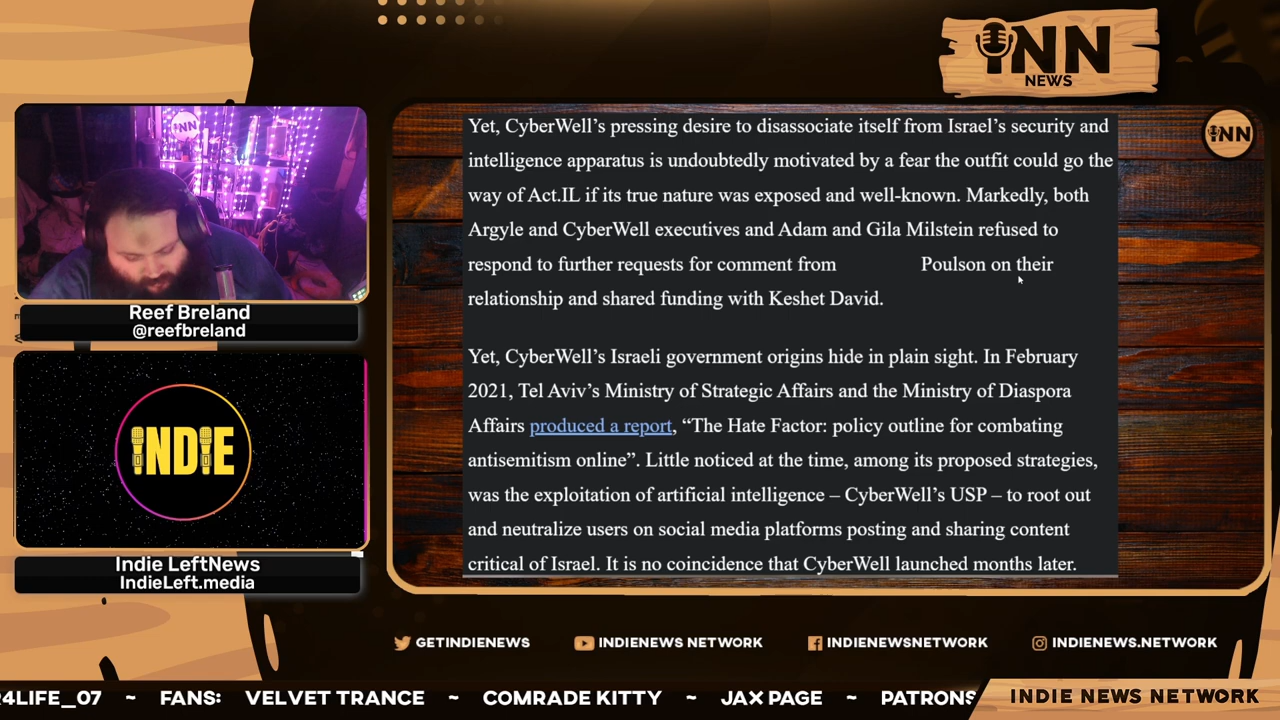 INN
NEWS
INN
INN
Yet, CyberWell’s pressing desire to disassociate itself from Israel’s security and
intelligence apparatus is undoubtedly motivated by a fear the outfit could go the
way of Act.IL if its true nature was exposed and well-known. Markedly, both
Argyle and CyberWell executives and Adam and Gila Milstein refused to
respond to further requests for comment from Poulson on their
relationship and shared funding with Keshet David.
Yet, CyberWell’s Israeli government origins hide in plain sight. In February
2021, Tel Aviv’s Ministry of Strategic Affairs and the Ministry of Diaspora
Affairs produced a report, “The Hate Factor: policy outline for combating
antisemitism online”. Little noticed at the time, among its proposed strategies,
was the exploitation of artificial intelligence – CyberWell’s USP – to root out
and neutralize users on social media platforms posting and sharing content
critical of Israel. It is no coincidence that CyberWell launched months later.
Reef Breland
@reefbreland
INDIE
Indie LeftNews
IndieLeft.media
GETINDIENEWS
INDIENEWS NETWORK
INDIENEWSNETWORK
INDIENEWS.NETWORK
4LIFE_07 ~ FANS: VELVET TRANCE ~ COMRADE KITTY ~ JAX PAGE ~ PATRONS
INDIE NEWS NETWORK